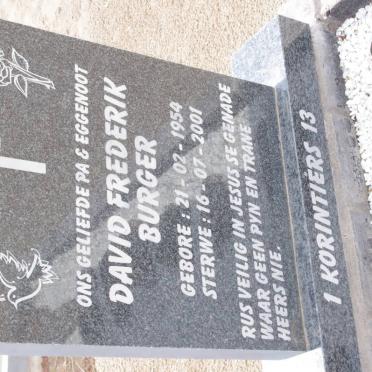 ONS GELIEFDE PA & EGGENOOT
DAVID FREDERIK
BURGER
GEBORE : 21 - 02 - 1954
STERWE : 16 - 07 - 2001
RUS VEILIG IN JESUS SE GENADE
WAAR GEEN PYN EN TRANE
HEERS NIE.
1 KORINTIËRS 13